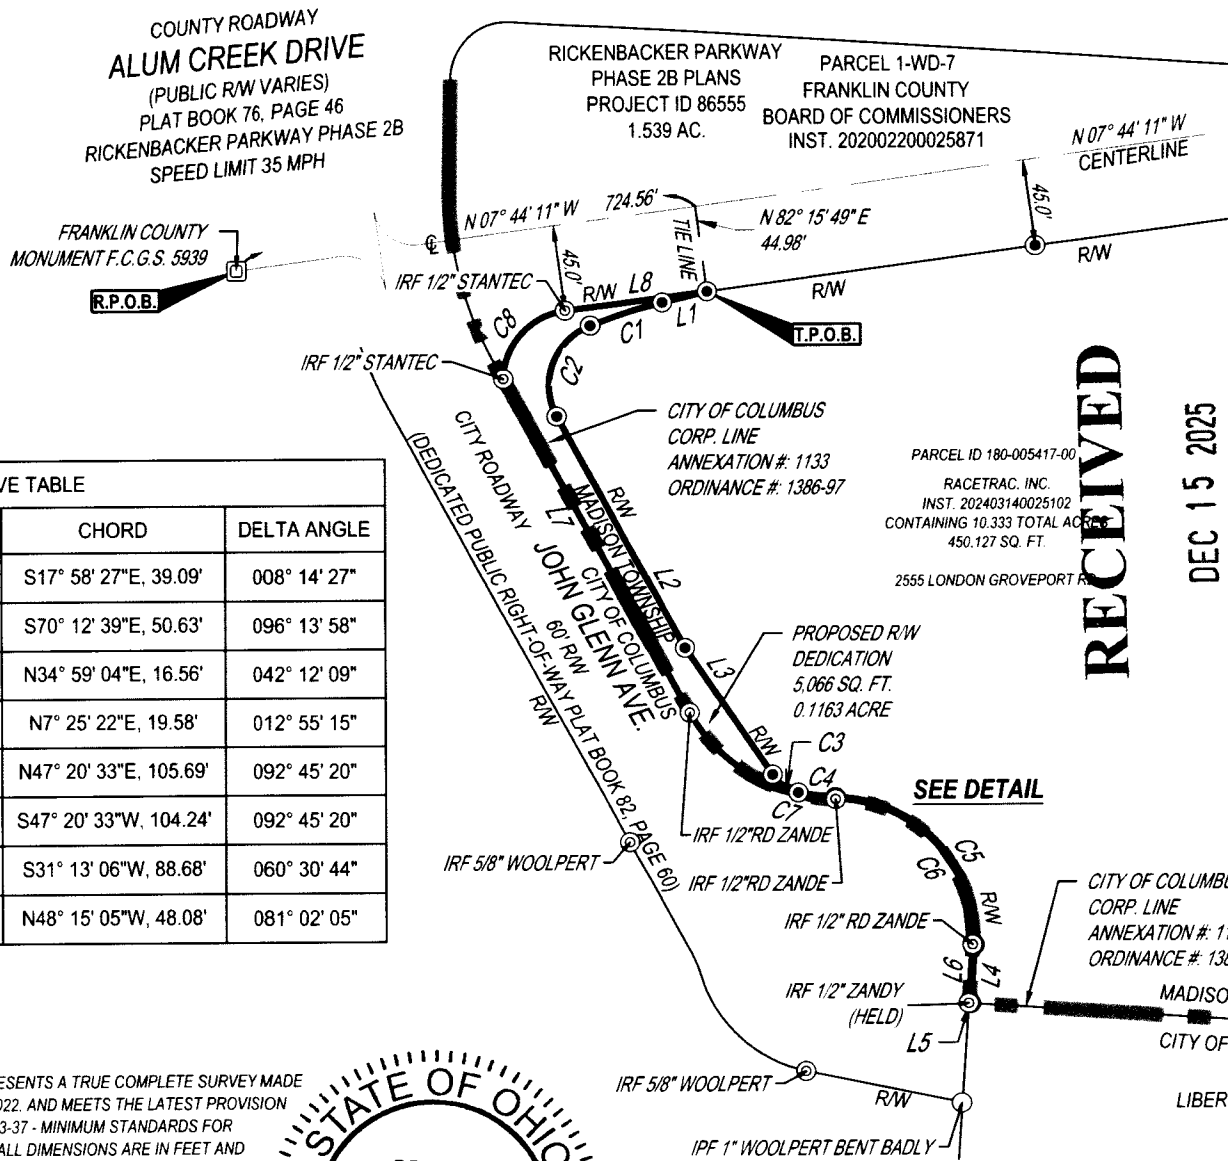 COUNTY ROADWAY
ALUM CREEK DRIVE
(PUBLIC R/W VARIES)
PLAT BOOK 76, PAGE 46
RICKENBACKER PARKWAY PHASE 2B
SPEED LIMIT 35 MPH
RICKENBACKER PARKWAY
PHASE 2B PLANS
PROJECT ID 86555
1.539 AC.
PARCEL 1-WD-7
FRANKLIN COUNTY
BOARD OF COMMISSIONERS
INST. 202002200025871
N 07° 44' 11" W
CENTERLINE
45.0'
R/W
FRANKLIN COUNTY
MONUMENT F.C.G.S. 5939
R.P.O.B.
N 07° 44' 11" W
724.56'
TIE LINE
N 82° 15' 49" E
44.98'
45.0'
IRF 1/2" STANTEC
R/W
L8
L1
R/W
T.P.O.B.
C8
C1
C2
IRF 1/2" STANTEC
CITY OF COLUMBUS
CORP. LINE
ANNEXATION #: 1133
ORDINANCE #: 1386-97
PARCEL ID 180-005417-00
RACETRAC. INC.
INST. 202403140025102
CONTAINING 10.333 TOTAL ACRES
450.127 SQ. FT.
2555 LONDON GROVEPORT R
RECEIVED
DEC 15 2025
VE TABLE
CHORD DELTA ANGLE
S17° 58' 27"E, 39.09' 008° 14' 27"
S70° 12' 39"E, 50.63' 096° 13' 58"
N34° 59' 04"E, 16.56' 042° 12' 09"
N7° 25' 22"E, 19.58' 012° 55' 15"
N47° 20' 33"E, 105.69' 092° 45' 20"
S47° 20' 33"W, 104.24' 092° 45' 20"
S31° 13' 06"W, 88.68' 060° 30' 44"
N48° 15' 05"W, 48.08' 081° 02' 05"
R/W
L2
L7
MADISON TOWNSHIP
CITY OF COLUMBUS
CITY ROADWAY
JOHN GLENN AVE.
60' R/W
(DEDICATED PUBLIC RIGHT-OF-WAY PLAT BOOK 82, PAGE 60)
R/W
L3
R/W
PROPOSED R/W
DEDICATION
5,066 SQ. FT.
0.1163 ACRE
C3
C4
C7
SEE DETAIL
IRF 1/2"RD ZANDE
IRF 5/8" WOOLPERT
IRF 1/2"RD ZANDE
C5
C6
R/W
IRF 1/2" RD ZANDE
CITY OF COLUMBU
CORP. LINE
ANNEXATION #: 11
ORDINANCE #: 138
L6
L4
IRF 1/2" ZANDY
(HELD)
L5
MADISO
CITY OF
LIBER
IRF 5/8" WOOLPERT
R/W
IPF 1" WOOLPERT BENT BADLY
ESENTS A TRUE COMPLETE SURVEY MADE
022. AND MEETS THE LATEST PROVISION
3-37 - MINIMUM STANDARDS FOR
ALL DIMENSIONS ARE IN FEET AND
STATE OF OHIO